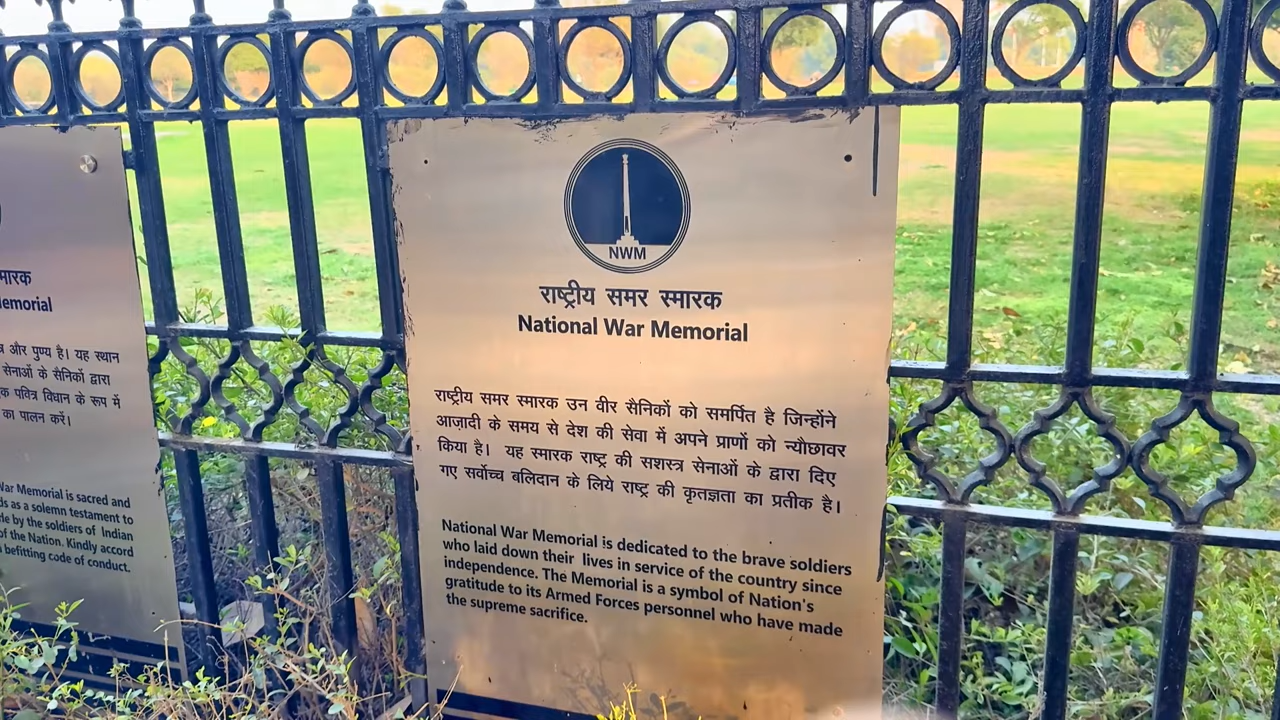 मारक
emorial
और पुण्य है। यह स्थान
सेनाओं के सैनिकों द्वारा
पवित्र विधान के रूप में
का पालन करें।
War Memorial is sacred and
as a solemn testament to
by the soldiers of Indian
of the Nation. Kindly accord
befitting code of conduct.
NWM
राष्ट्रीय समर स्मारक
National War Memorial
राष्ट्रीय समर स्मारक उन वीर सैनिकों को समर्पित है जिन्होंने
आज़ादी के समय से देश की सेवा में अपने प्राणों को न्यौछावर
किया है। यह स्मारक राष्ट्र की सशस्त्र सेनाओं के द्वारा दिए
गए सर्वोच्च बलिदान के लिये राष्ट्र की कृतज्ञता का प्रतीक है।
National War Memorial is dedicated to the brave soldiers
who laid down their lives in service of the country since
independence. The Memorial is a symbol of Nation's
gratitude to its Armed Forces personnel who have made
the supreme sacrifice.